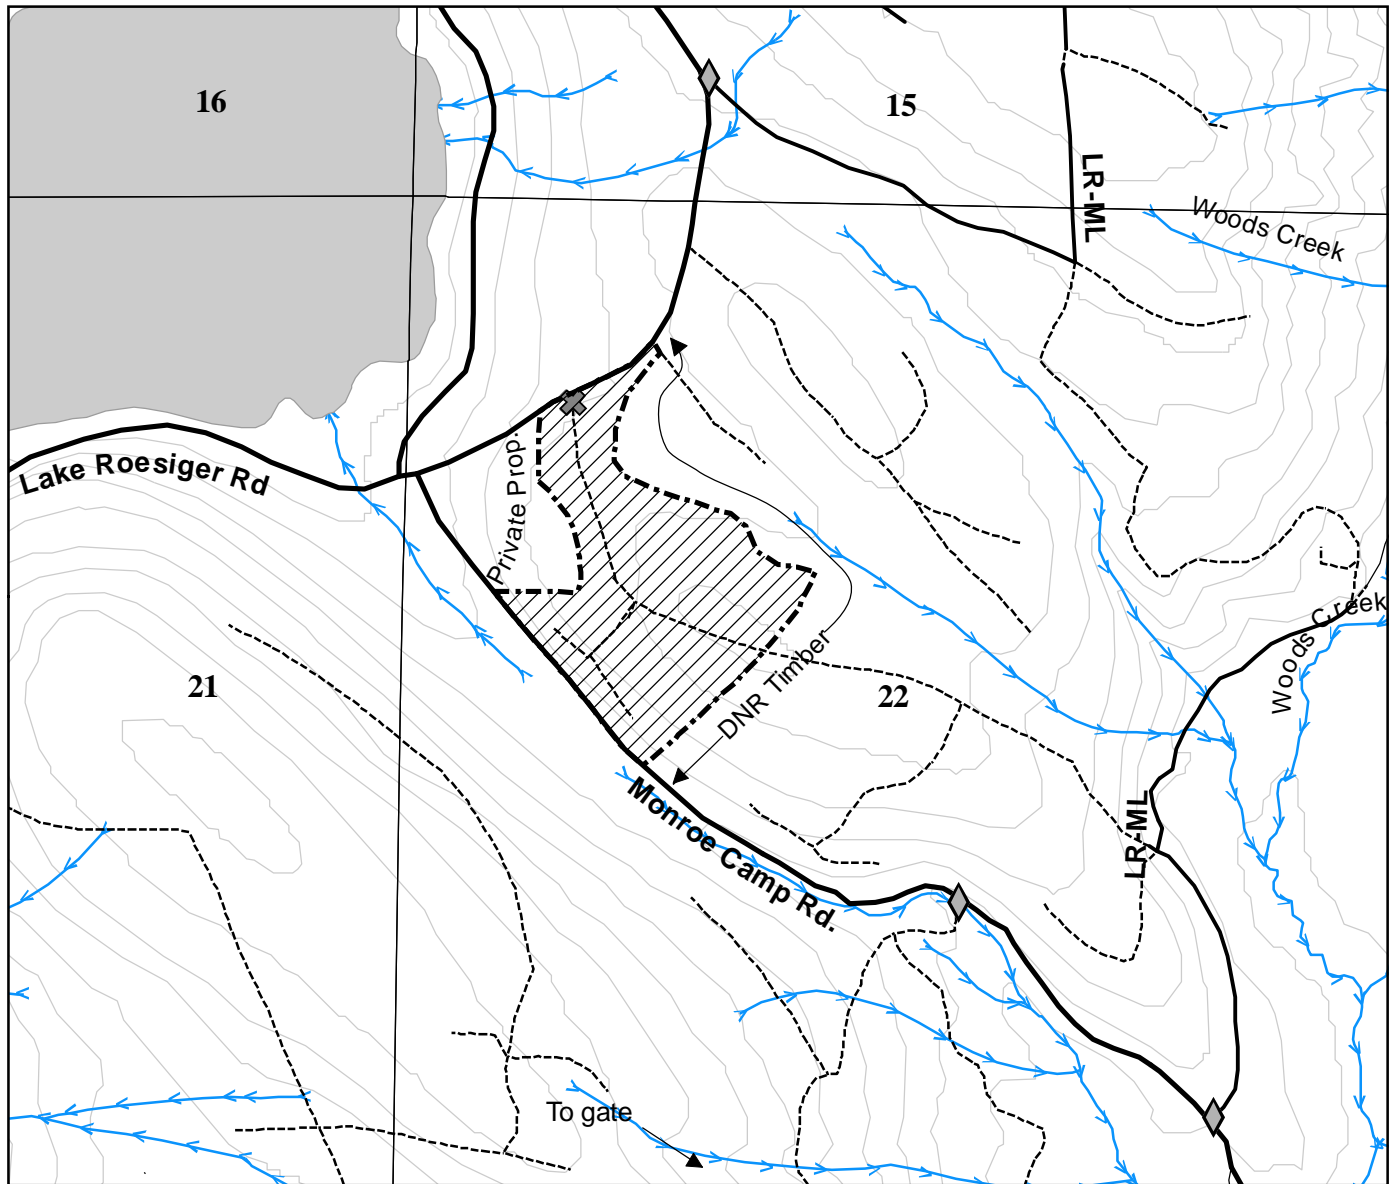 16
15
LR-ML
Woods Creek
Lake Roesiger Rd
Private Prop.
Woods Creek
21
22
DNR Timber
Monroe Camp Rd.
LR-ML
To gate